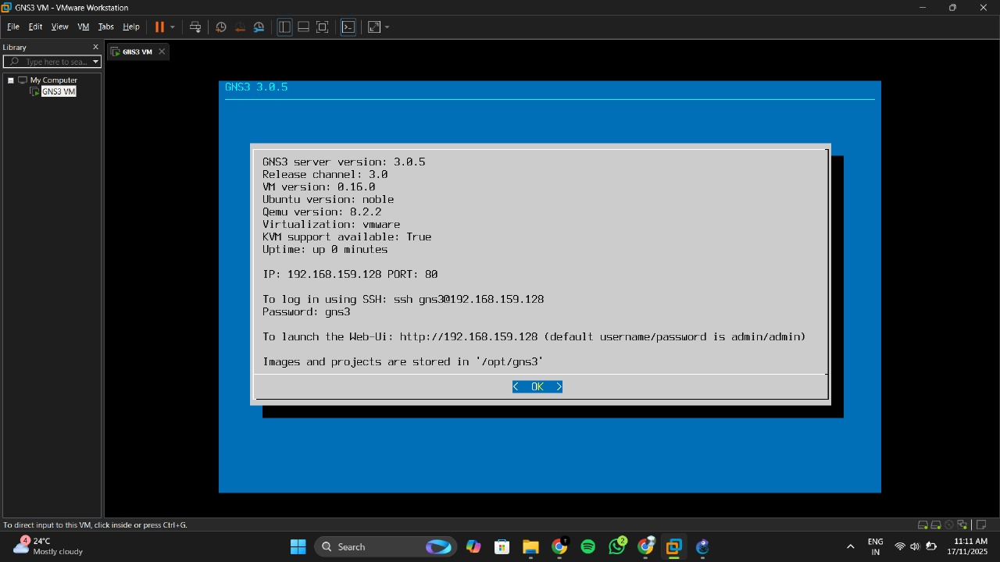 GNS3 VM - VMware Workstation
File Edit View VM Tabs Help
Library
GNS3 VM
Type here to sea...
My Computer
GNS3 VM
GNS3 3.0.5
GNS3 server version: 3.0.5
Release channel: 3.0
VM version: 0.16.0
Ubuntu version: noble
Qemu version: 8.2.2
Virtualization: vmware
KVM support available: True
Uptime: up 0 minutes
IP: 192.168.159.128 PORT: 80
To log in using SSH: ssh gns3@192.168.159.128
Password: gns3
To launch the Web-Ui: http://192.168.159.128 (default username/password is admin/admin)
Images and projects are stored in '/opt/gns3'
< OK >
To direct input to this VM, click inside or press Ctrl+G.
4
24°C
Mostly cloudy
Search
2
ENG
IN
11:11 AM
17/11/2025